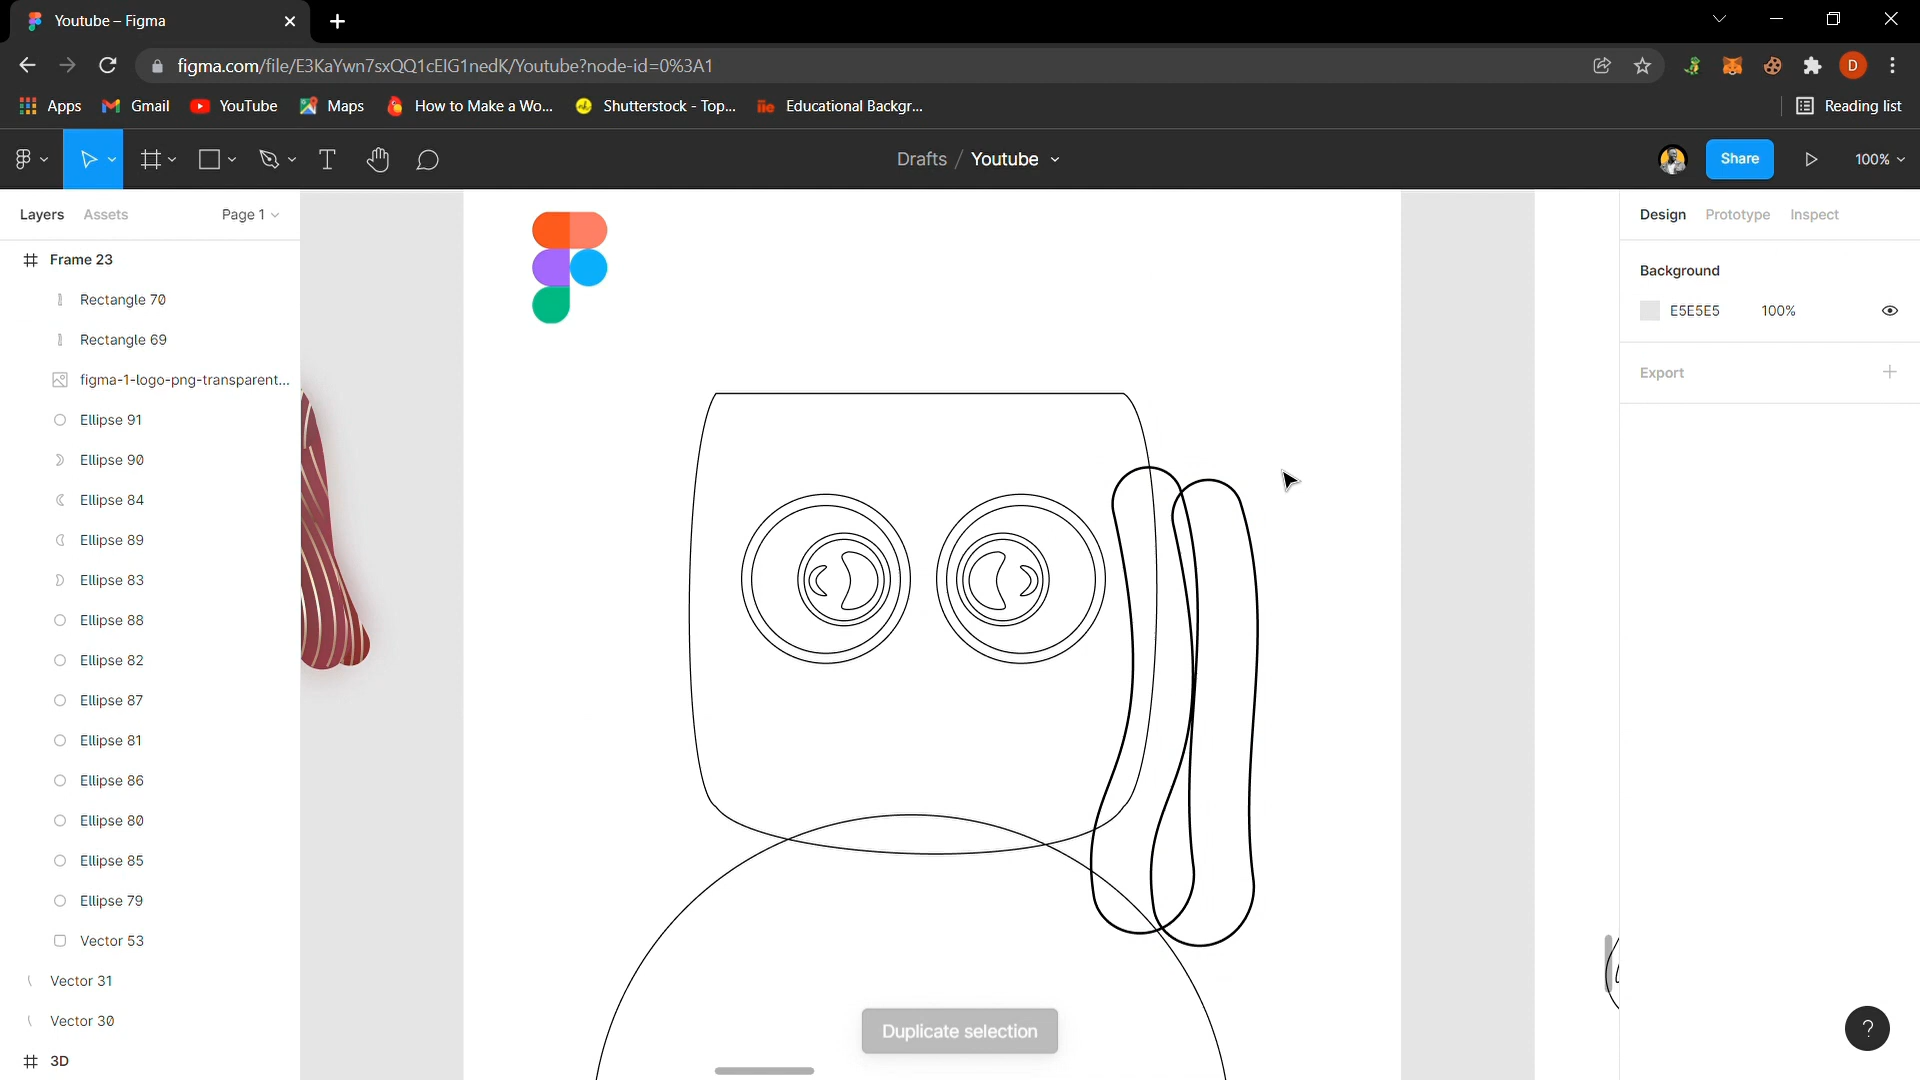 Youtube – Figma
figma.com/file/E3KaYwn7sxQQ1cEIG1nedK/Youtube?node-id=0%3A1
D
Apps Gmail YouTube Maps How to Make a Wo... Shutterstock - Top... Educational Backgr... Reading list
Drafts / Youtube Share 100%
Layers Assets Page 1
Design Prototype Inspect
Frame 23
Rectangle 70
Rectangle 69
figma-1-logo-png-transparent...
Ellipse 91
Ellipse 90
Ellipse 84
Ellipse 89
Ellipse 83
Ellipse 88
Ellipse 82
Ellipse 87
Ellipse 81
Ellipse 86
Ellipse 80
Ellipse 85
Ellipse 79
Vector 53
Vector 31
Vector 30
3D
Background
E5E5E5 100%
Export
Duplicate selection
?